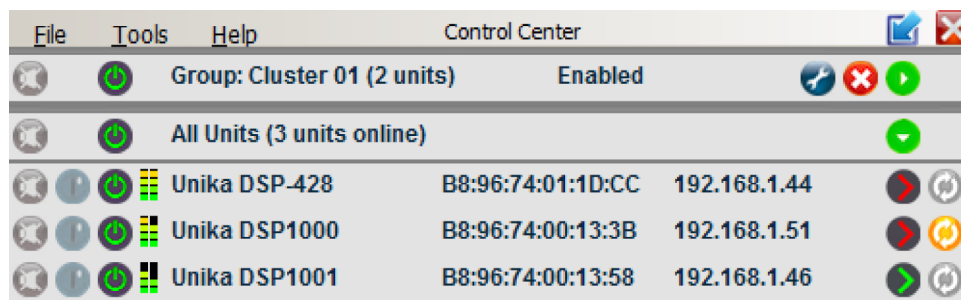 File Tools Help Control Center
Group: Cluster 01 (2 units) Enabled
All Units (3 units online)
Unika DSP-428 B8:96:74:01:1D:CC 192.168.1.44
Unika DSP1000 B8:96:74:00:13:3B 192.168.1.51
Unika DSP1001 B8:96:74:00:13:58 192.168.1.46